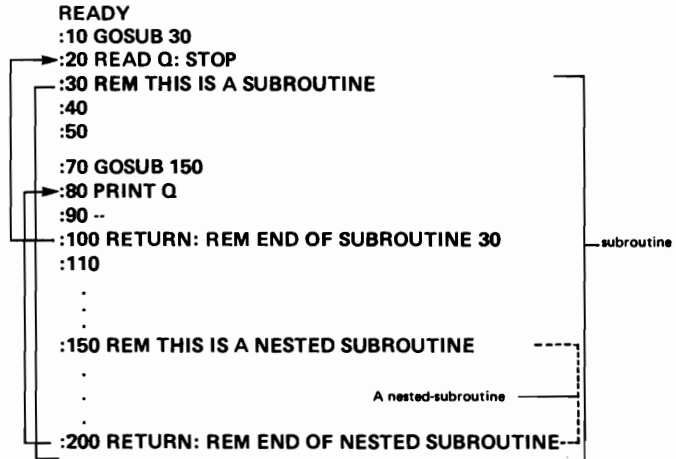 READY
:10 GOSUB 30
:20 READ Q: STOP
:30 REM THIS IS A SUBROUTINE
:40
:50
:70 GOSUB 150
:80 PRINT Q
:90 --
:100 RETURN: REM END OF SUBROUTINE 30
subroutine
:110
.
.
.
:150 REM THIS IS A NESTED SUBROUTINE
.
.
A nested-subroutine
.
:200 RETURN: REM END OF NESTED SUBROUTINE